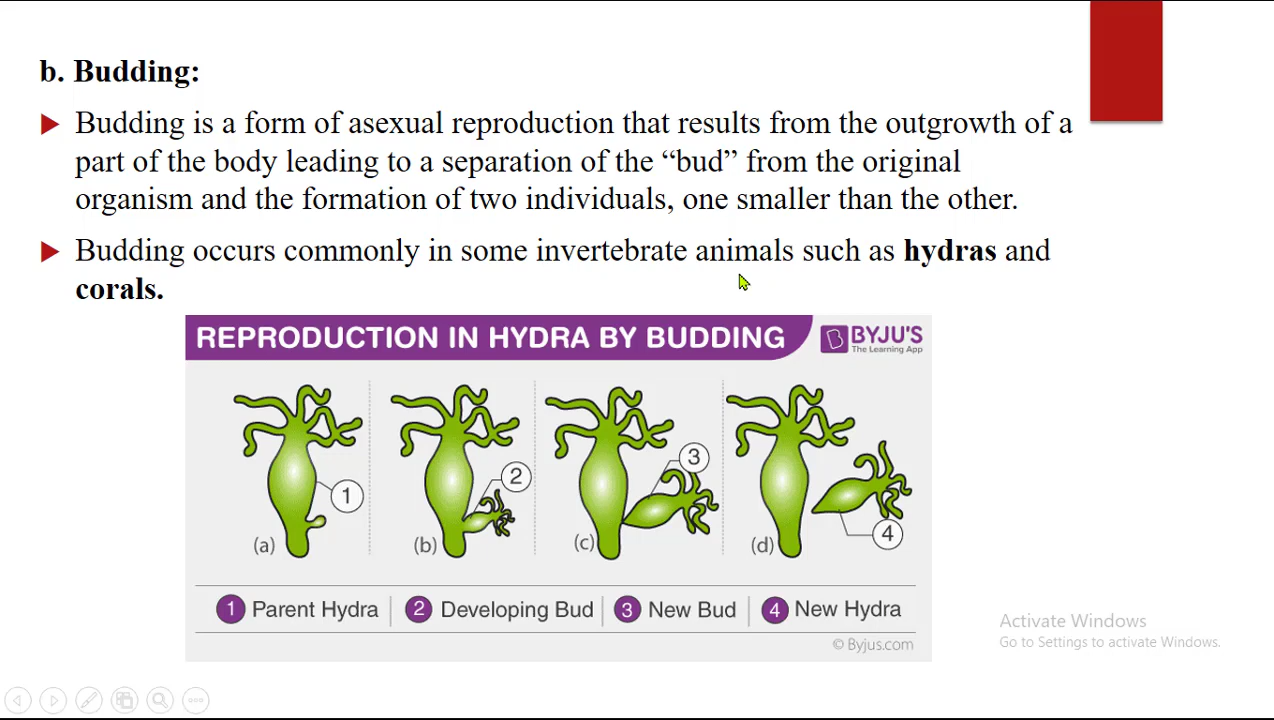 b. Budding:
Budding is a form of asexual reproduction that results from the outgrowth of a
part of the body leading to a separation of the “bud” from the original
organism and the formation of two individuals, one smaller than the other.
Budding occurs commonly in some invertebrate animals such as hydras and
corals.
REPRODUCTION IN HYDRA BY BUDDING
BYJU'S
The Learning App
1
2
3
4
(a)
(b)
(c)
(d)
1 Parent Hydra
2 Developing Bud
3 New Bud
4 New Hydra
© Byjus.com
Activate Windows
Go to Settings to activate Windows.